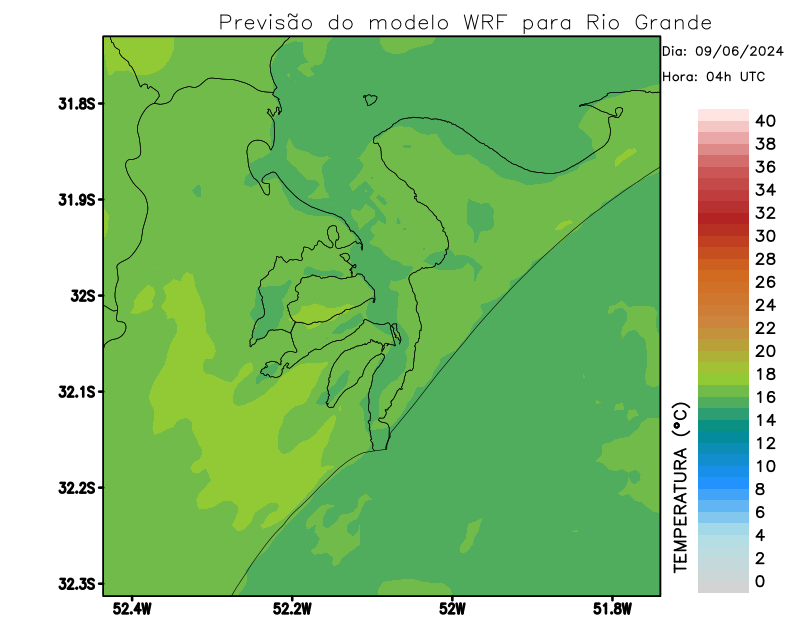 Previsão do modelo WRF para Rio Grande
Dia: 09/06/2024
Hora: 04h UTC
31.8S
31.9S
32S
32.1S
32.2S
32.3S
52.4W
52.2W
52W
51.8W
TEMPERATURA (°C)
40
38
36
34
32
30
28
26
24
22
20
18
16
14
12
10
8
6
4
2
0